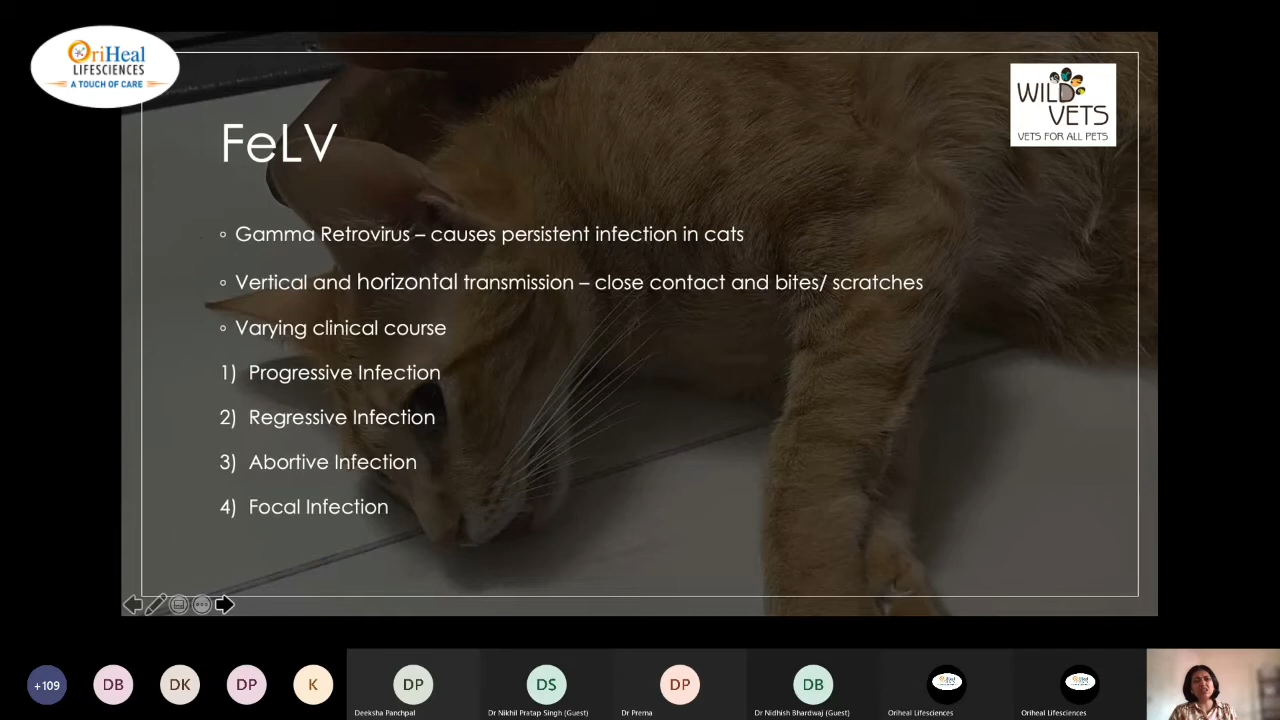 OriHeal
LIFESCIENCES
A TOUCH OF CARE
WILD
VETS
VETS FOR ALL PETS
FeLV
◦ Gamma Retrovirus – causes persistent infection in cats
◦ Vertical and horizontal transmission – close contact and bites/ scratches
◦ Varying clinical course
1) Progressive Infection
2) Regressive Infection
3) Abortive Infection
4) Focal Infection
+109
DB
DK
DP
K
DP
DS
DP
DB
Deeksha Panchpal
Dr Nikhil Pratap Singh (Guest)
Dr Prerna
Dr Nidhish Bhardwaj (Guest)
Oriheal Lifesciences
Oriheal Lifesciences